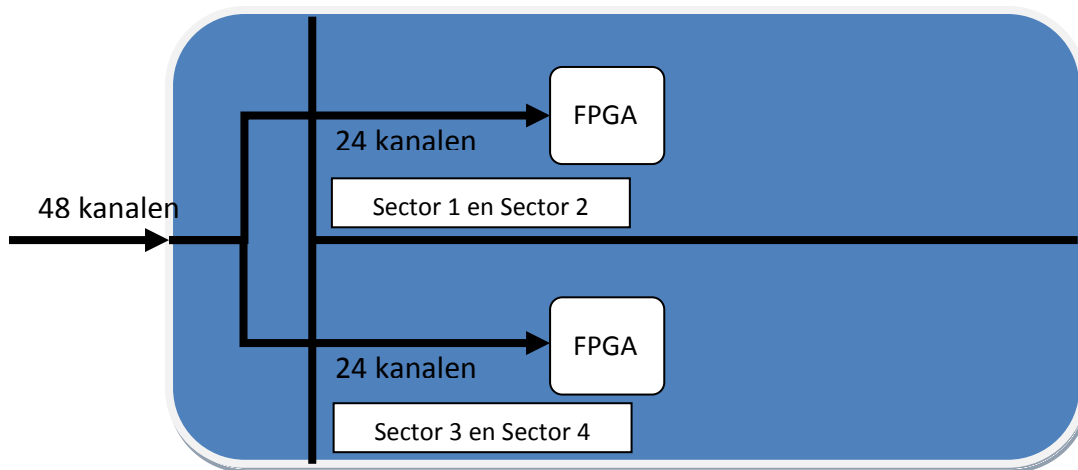 FPGA
24 kanalen
Sector 1 en Sector 2
48 kanalen
FPGA
24 kanalen
Sector 3 en Sector 4